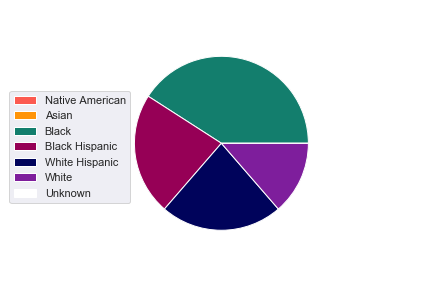 Native American
Asian
Black
Black Hispanic
White Hispanic
White
Unknown